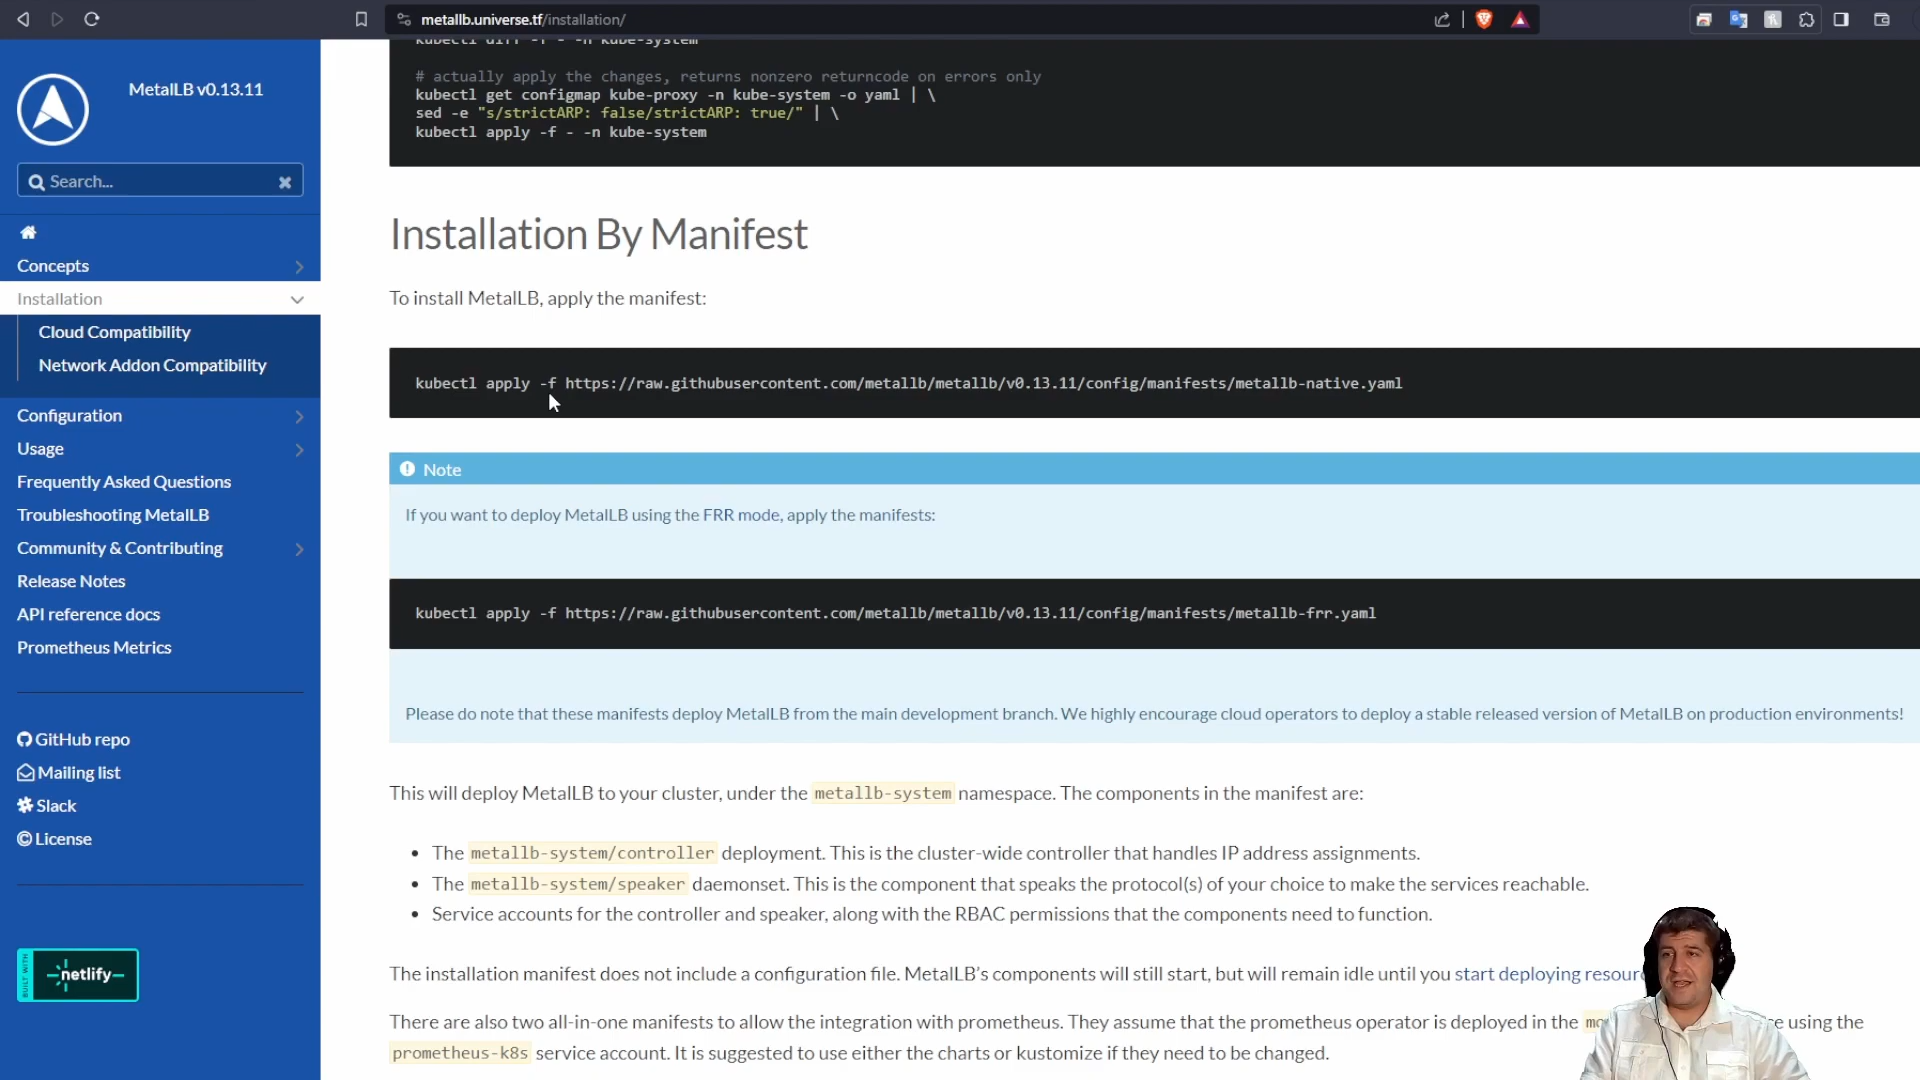 metallb.universe.tf/installation/
MetalLB v0.13.11
Search...
Concepts
Installation
Cloud Compatibility
Network Addon Compatibility
Configuration
Usage
Frequently Asked Questions
Troubleshooting MetalLB
Community & Contributing
Release Notes
API reference docs
Prometheus Metrics
GitHub repo
Mailing list
Slack
License
BUILT WITH
netlify
kubectl diff -f - -n kube-system
# actually apply the changes, returns nonzero returncode on errors only
kubectl get configmap kube-proxy -n kube-system -o yaml | \
sed -e "s/strictARP: false/strictARP: true/" | \
kubectl apply -f - -n kube-system
Installation By Manifest
To install MetalLB, apply the manifest:
kubectl apply -f https://raw.githubusercontent.com/metallb/metallb/v0.13.11/config/manifests/metallb-native.yaml
Note
If you want to deploy MetalLB using the FRR mode, apply the manifests:
kubectl apply -f https://raw.githubusercontent.com/metallb/metallb/v0.13.11/config/manifests/metallb-frr.yaml
Please do note that these manifests deploy MetalLB from the main development branch. We highly encourage cloud operators to deploy a stable released version of MetalLB on production environments!
This will deploy MetalLB to your cluster, under the metallb-system namespace. The components in the manifest are:
• The metallb-system/controller deployment. This is the cluster-wide controller that handles IP address assignments.
• The metallb-system/speaker daemonset. This is the component that speaks the protocol(s) of your choice to make the services reachable.
• Service accounts for the controller and speaker, along with the RBAC permissions that the components need to function.
The installation manifest does not include a configuration file. MetalLB's components will still start, but will remain idle until you start deploying
There are also two all-in-one manifests to allow the integration with prometheus. They assume that the prometheus operator is deployed in the using the
prometheus-k8s service account. It is suggested to use either the charts or kustomize if they need to be changed.